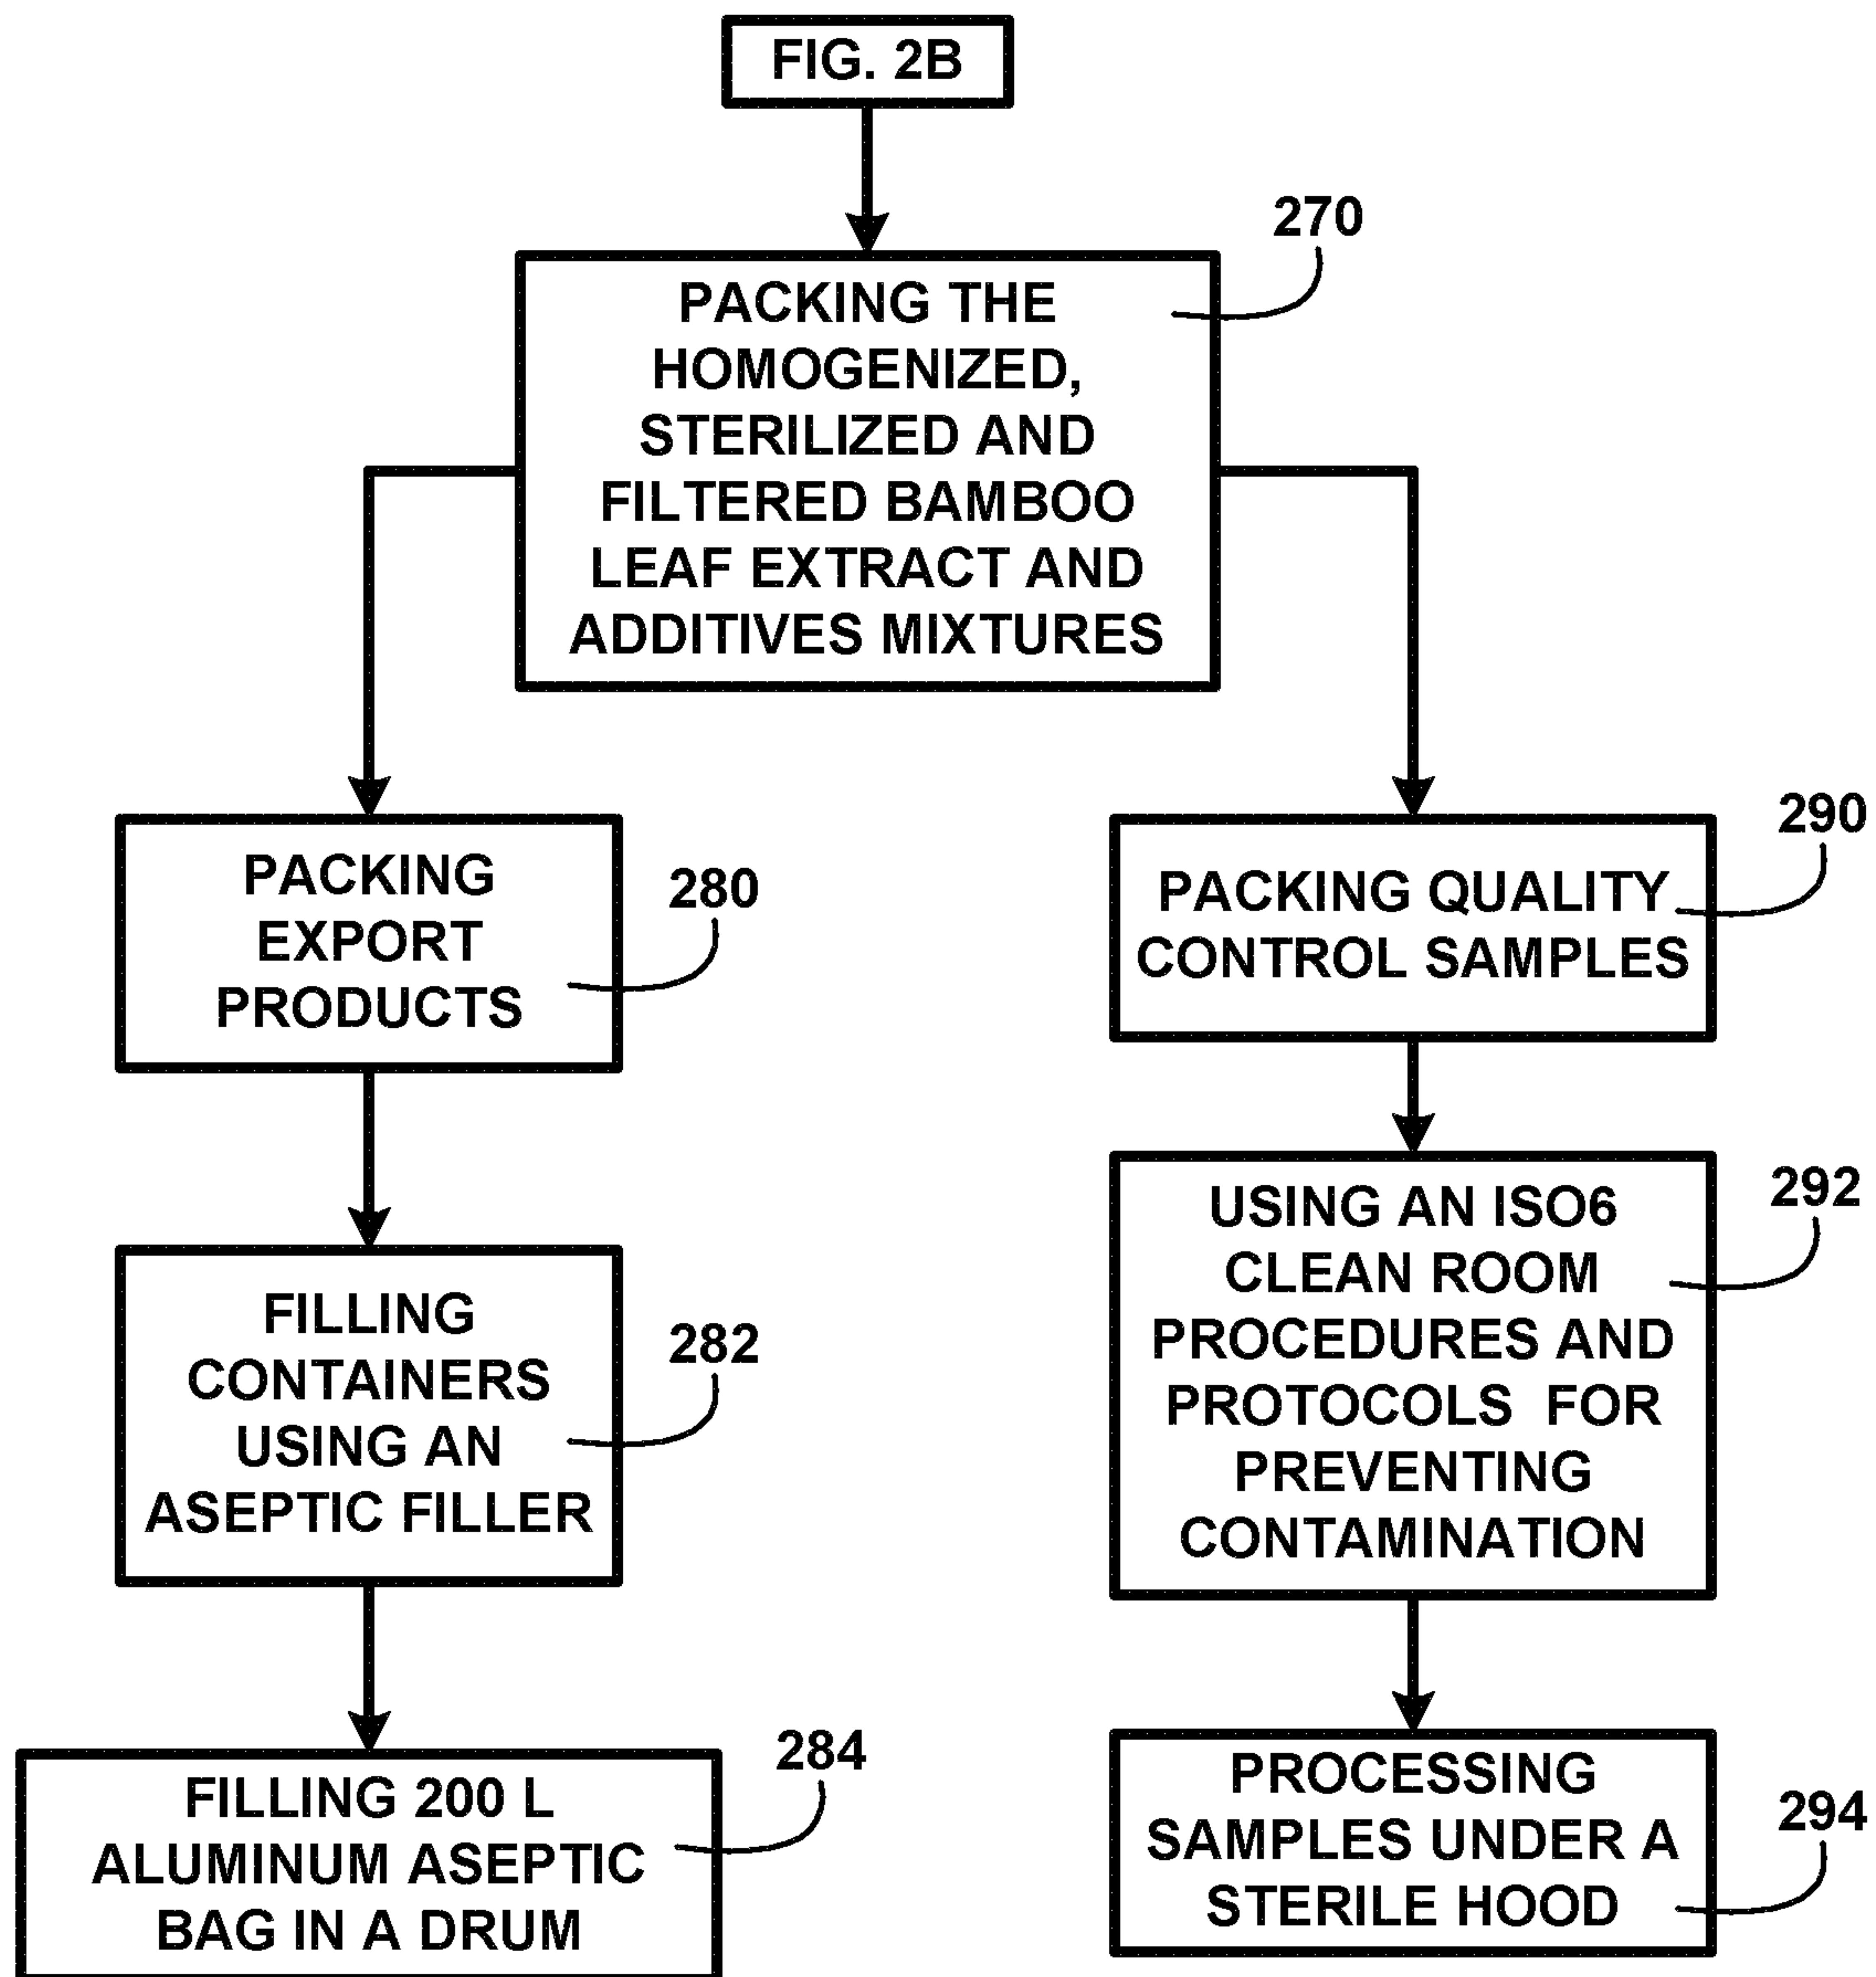 FIG. 2B
270
PACKING THE
HOMOGENIZED,
STERILIZED AND
FILTERED BAMBOO
LEAF EXTRACT AND
ADDITIVES MIXTURES
PACKING
EXPORT
PRODUCTS
280
FILLING
CONTAINERS
USING AN
ASEPTIC FILLER
282
FILLING 200 L
ALUMINUM ASEPTIC
BAG IN A DRUM
284
PACKING QUALITY
CONTROL SAMPLES
290
USING AN ISO6
CLEAN ROOM
PROCEDURES AND
PROTOCOLS  FOR
PREVENTING
CONTAMINATION
292
PROCESSING
SAMPLES UNDER A
STERILE HOOD
294